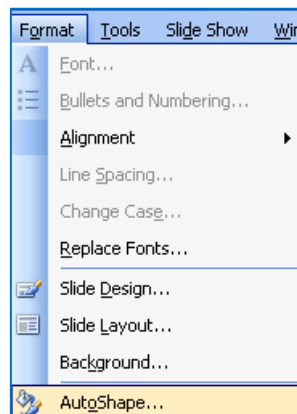 Format Tools Slide Show
A Font...
Bullets and Numbering...
Alignment
Line Spacing...
Change Case...
Replace Fonts...
Slide Design...
Slide Layout...
Background...
AutoShape...